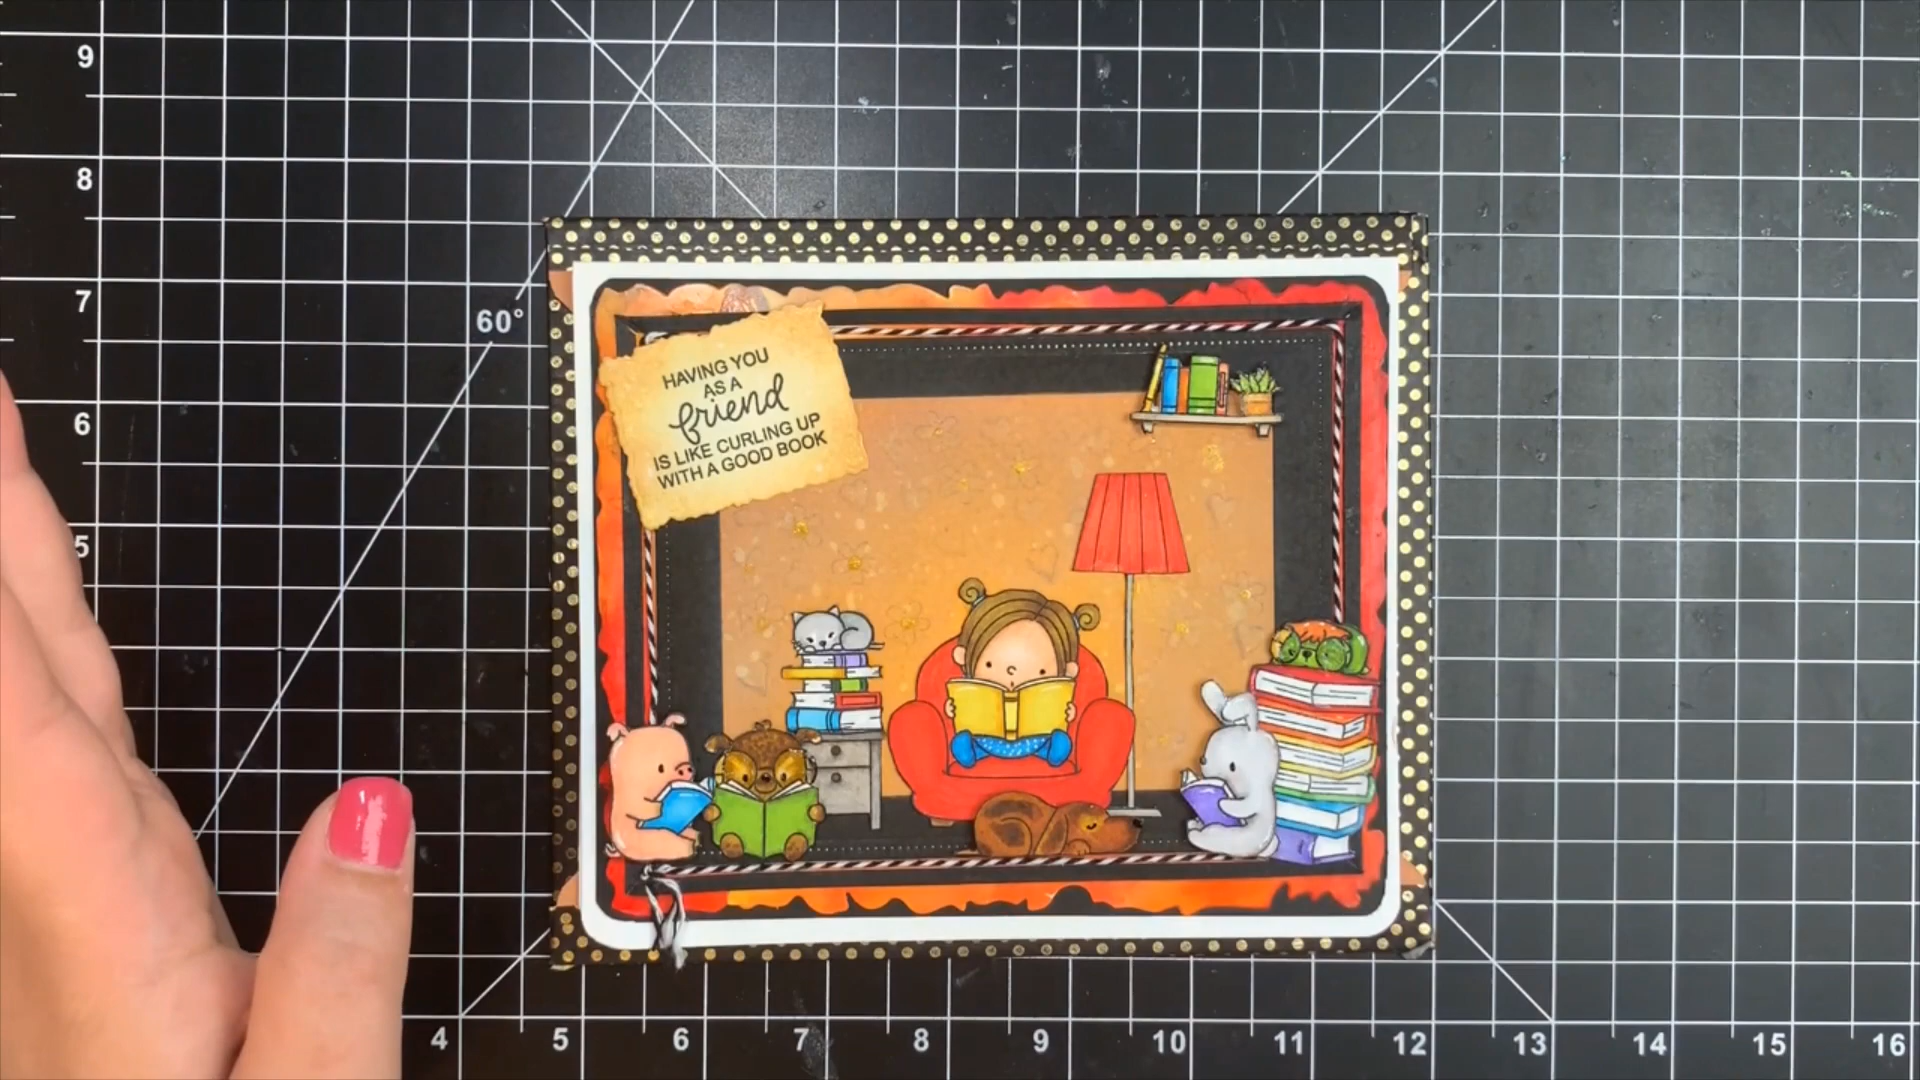 9
8
7
60°
6
5
HAVING YOU
AS A
friend
IS LIKE CURLING UP
WITH A GOOD BOOK
4 5 6 7 8 9 10 11 12 13 14 15 16